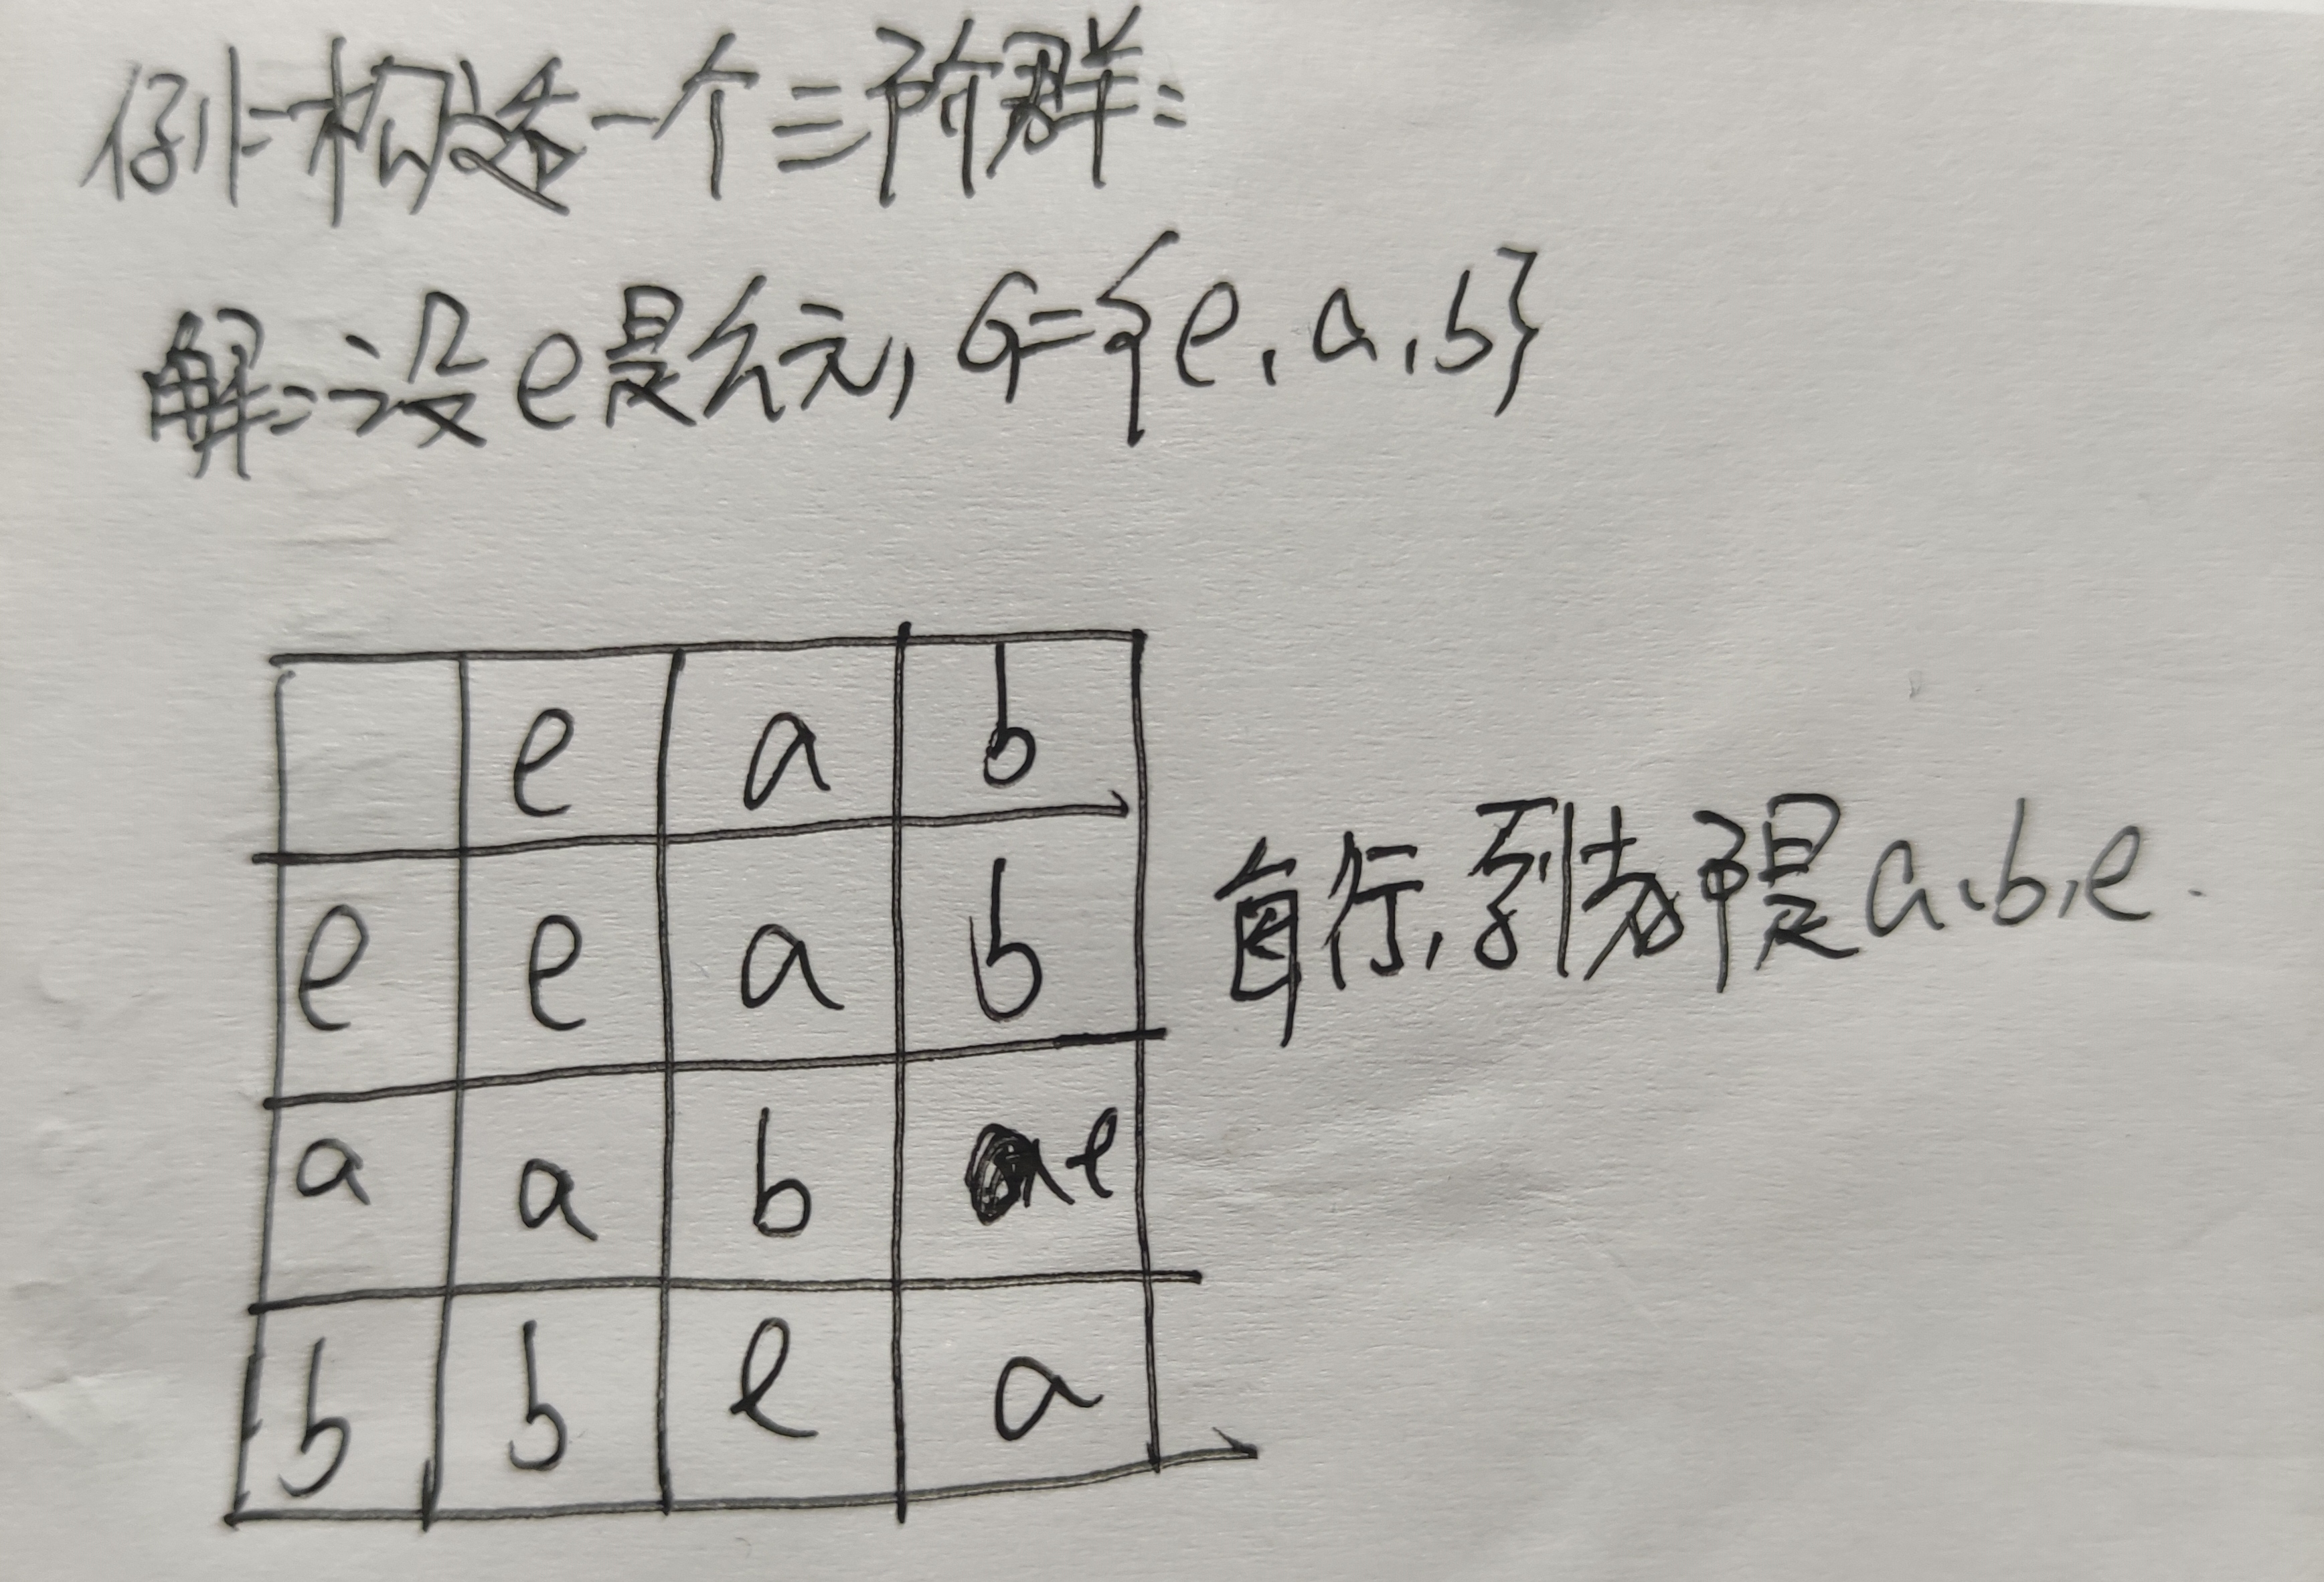 例:构造一个三阶群:
解:设e是幺元,G={e,a,b}
e a b
e e a b
每行,列都是a,b,e.
a a b e
b b e a